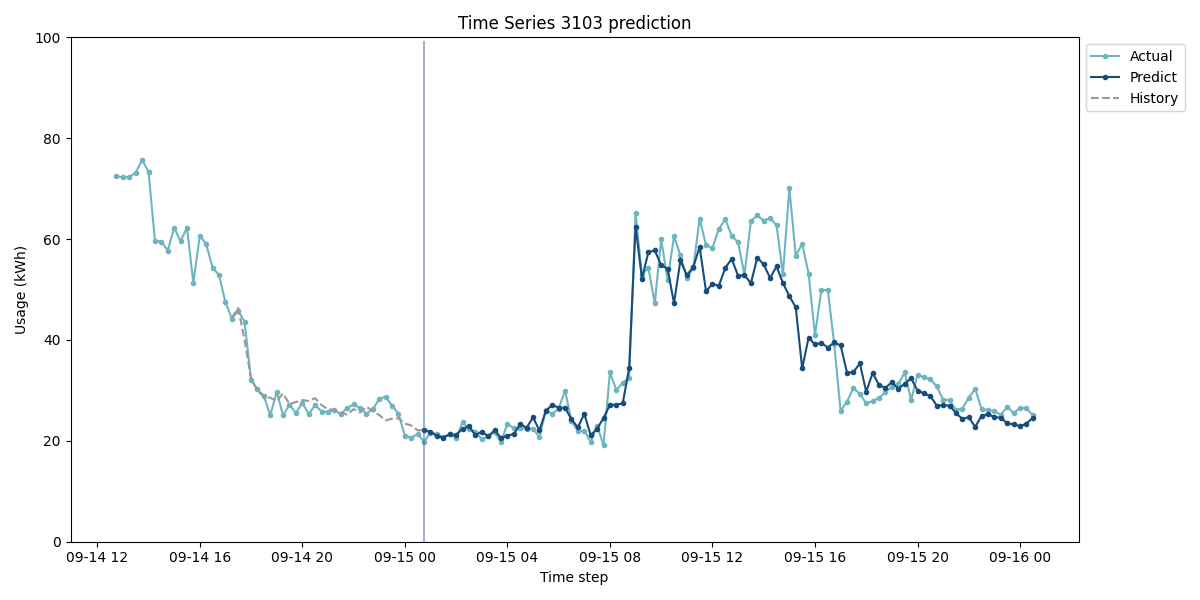 Time Series 3103 prediction
100
80
60
40
20
0
Usage (kWh)
09-14 12
09-14 16
09-14 20
09-15 00
09-15 04
09-15 08
09-15 12
09-15 16
09-15 20
09-16 00
Time step
Actual
Predict
History